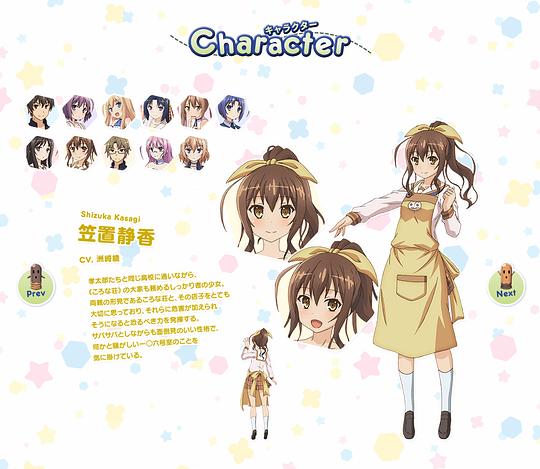 キャラクター
Character
Shizuka Kasagi
笠置静香
CV. 洲崎綾
孝太郎たちと同じ高校に通いながら、
《ころな荘》の大家も務めるしっかり者の少女。
両親の形見であるころな荘と、その店子をとても
大切に思っており、それらに危害が加えられ
そうになると恐るべき力を発揮する。
サバサバとしながらも面倒見のいい性格で、
何かと騒がしい一〇六号室のことを
気に掛けている。
Prev
Next